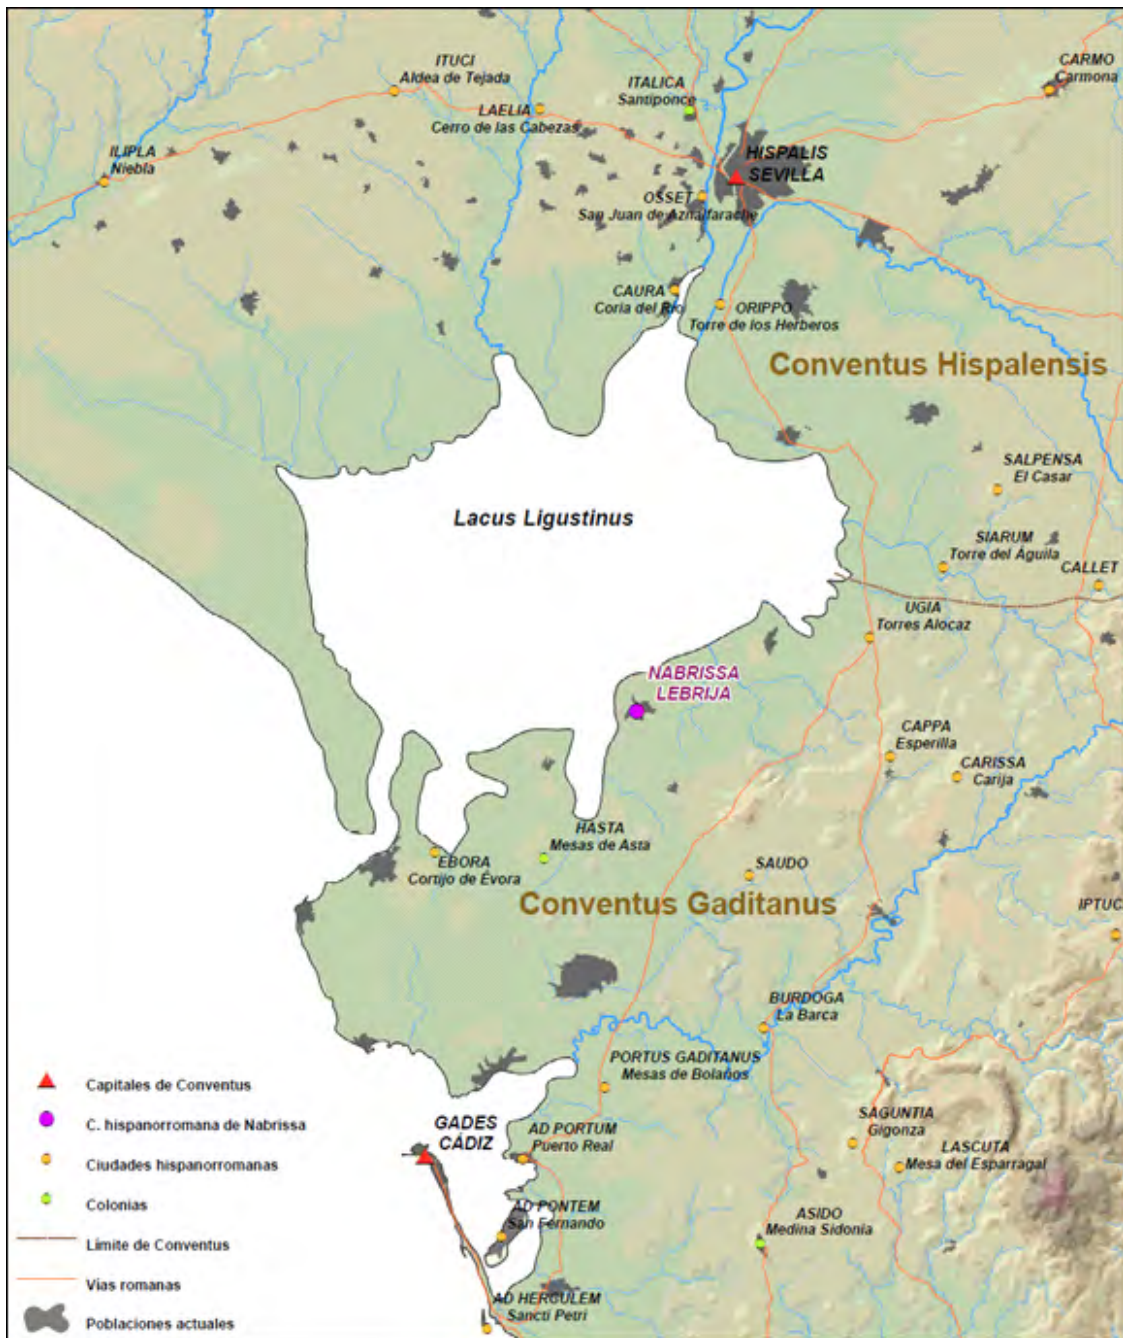 ITUCI
Aldea de Tejada
ITALICA
Santiponce
CARMO
Carmona
LAELIA
Cerro de las Cabezas
ILIPLA
Niebla
HISPALIS
SEVILLA
OSSET
San Juan de Aznalfarache
CAURA
Coria del Río
ORIPPO
Torre de los Herberos
Conventus Hispalensis
SALPENSA
El Casar
Lacus Ligustinus
SIARUM
Torre del Águila
CALLET
UGIA
Torres Alocaz
NABRISSA
LEBRIJA
CAPPA
Esperilla
CARISSA
Carija
HASTA
Mesas de Asta
EBORA
Cortijo de Évora
SAUDO
Conventus Gaditanus
IPTUC
BURDOGA
La Barca
PORTUS GADITANUS
Mesas de Bolaños
GADES
CÁDIZ
AD PORTUM
Puerto Real
SAGUNTIA
Gigonza
LASCUTA
Mesa del Esparragal
AD PONTEM
San Fernando
ASIDO
Medina Sidonia
AD HERCULEM
Sancti Petri
Capitales de Conventus
C. hispanorromana de Nabrissa
Ciudades hispanorromanas
Colonias
Límite de Conventus
Vías romanas
Poblaciones actuales